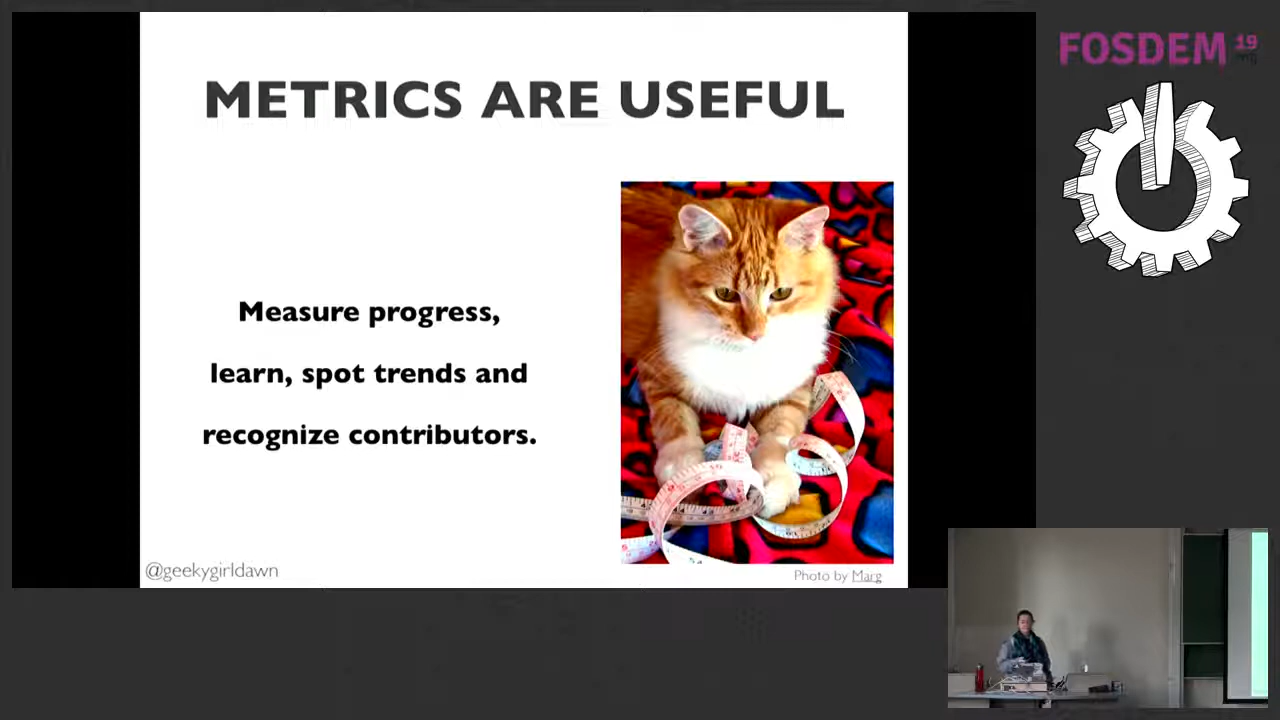 METRICS ARE USEFUL
Measure progress,
learn, spot trends and
recognize contributors.
@geekygirldawn
Photo by Marg
FOSDEM 19